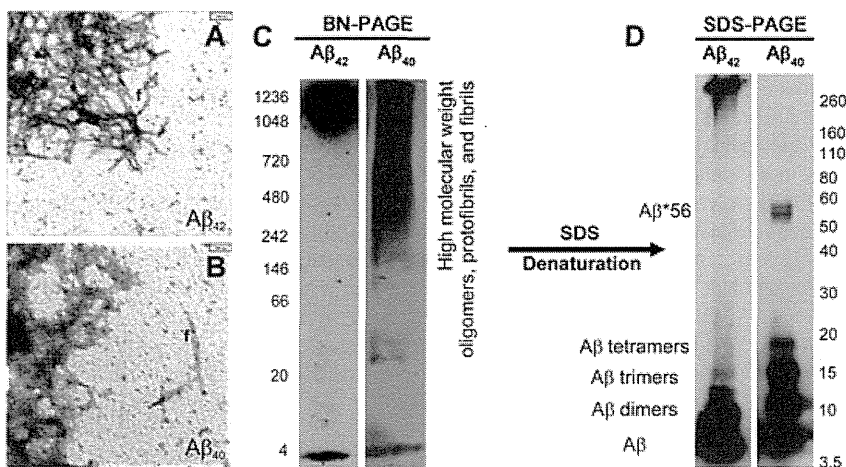 A
f
Aβ42
B
f
Aβ40
C
BN-PAGE
Aβ42 Aβ40
1236
1048
720
480
242
146
66
20
4
High molecular weight
oligomers, protofibrils, and fibrils
SDS
Denaturation
D
SDS-PAGE
Aβ42 Aβ40
Aβ*56
Aβ tetramers
Aβ trimers
Aβ dimers
Aβ
260
160
110
80
60
50
40
30
20
15
10
3.5